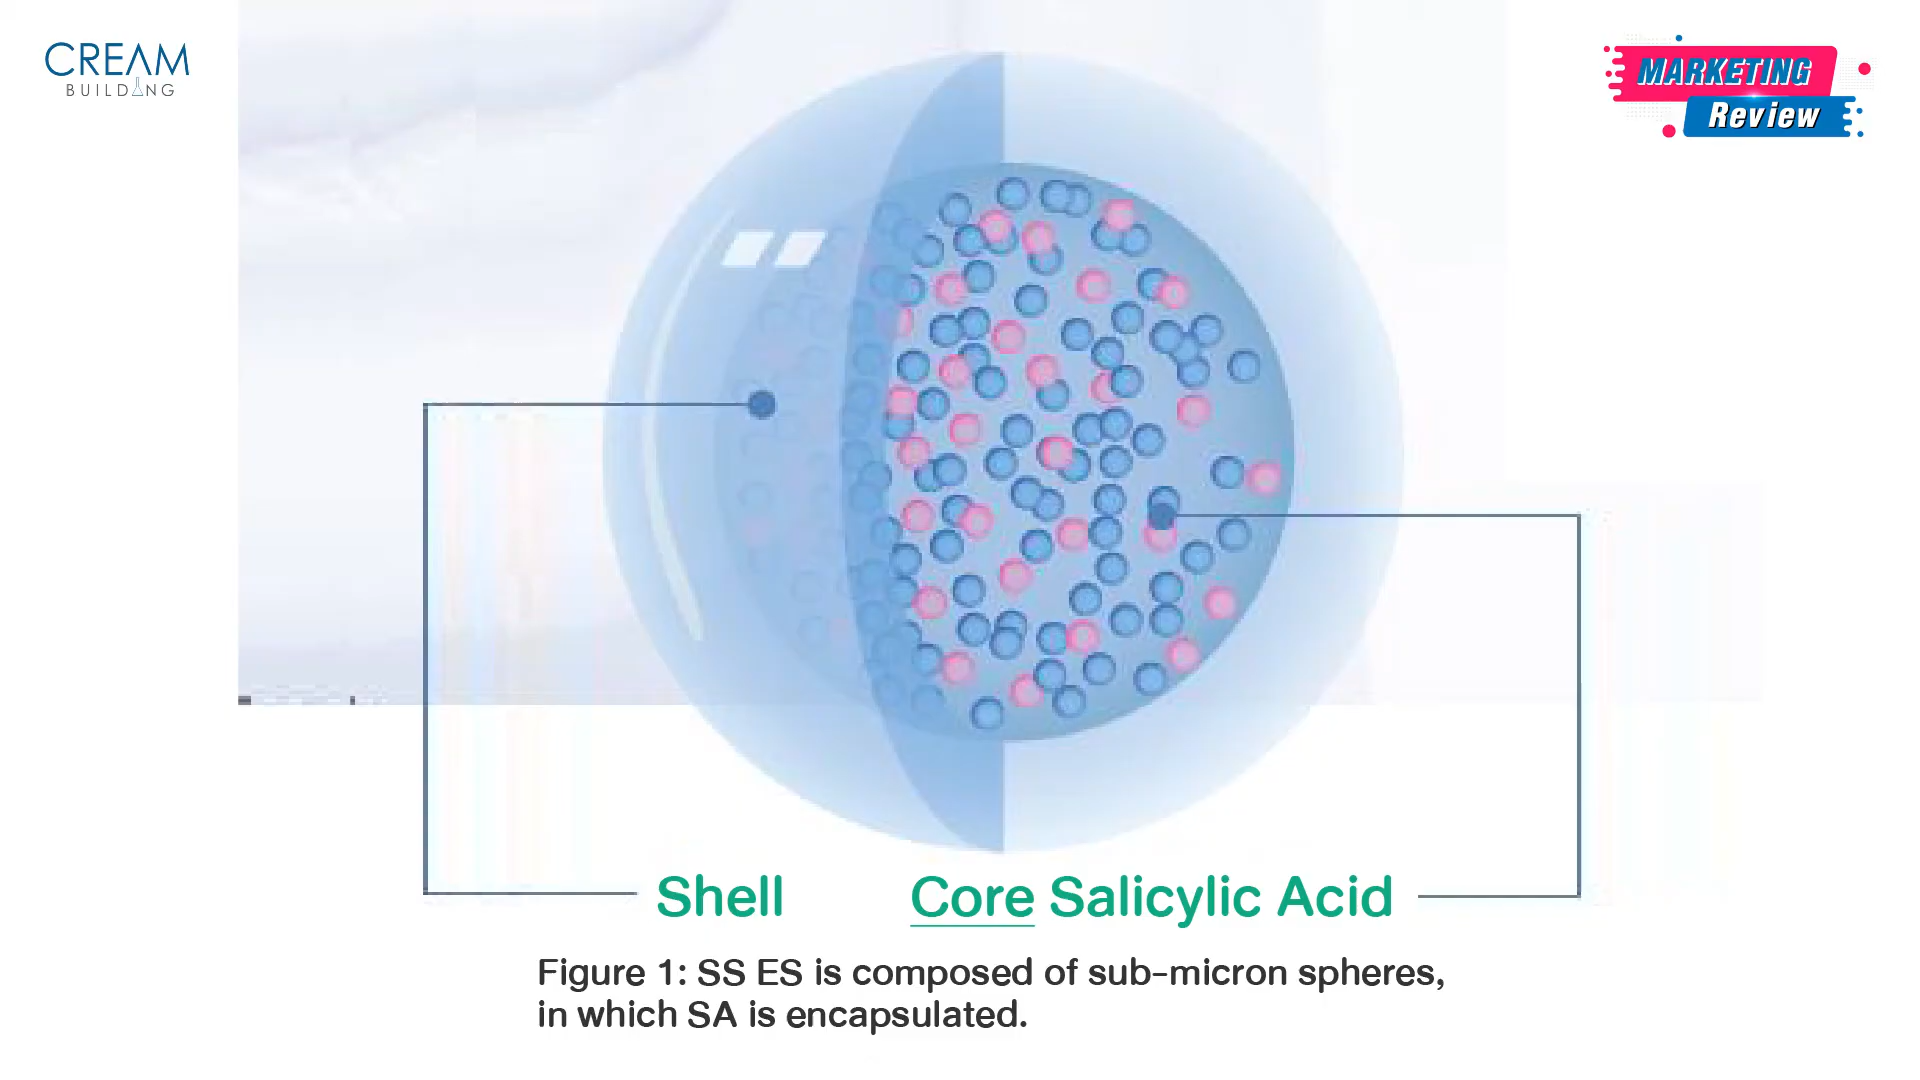 CREAM
BUILDING
MARKETING
Review
Shell
Core Salicylic Acid
Figure 1: SS ES is composed of sub-micron spheres,
in which SA is encapsulated.